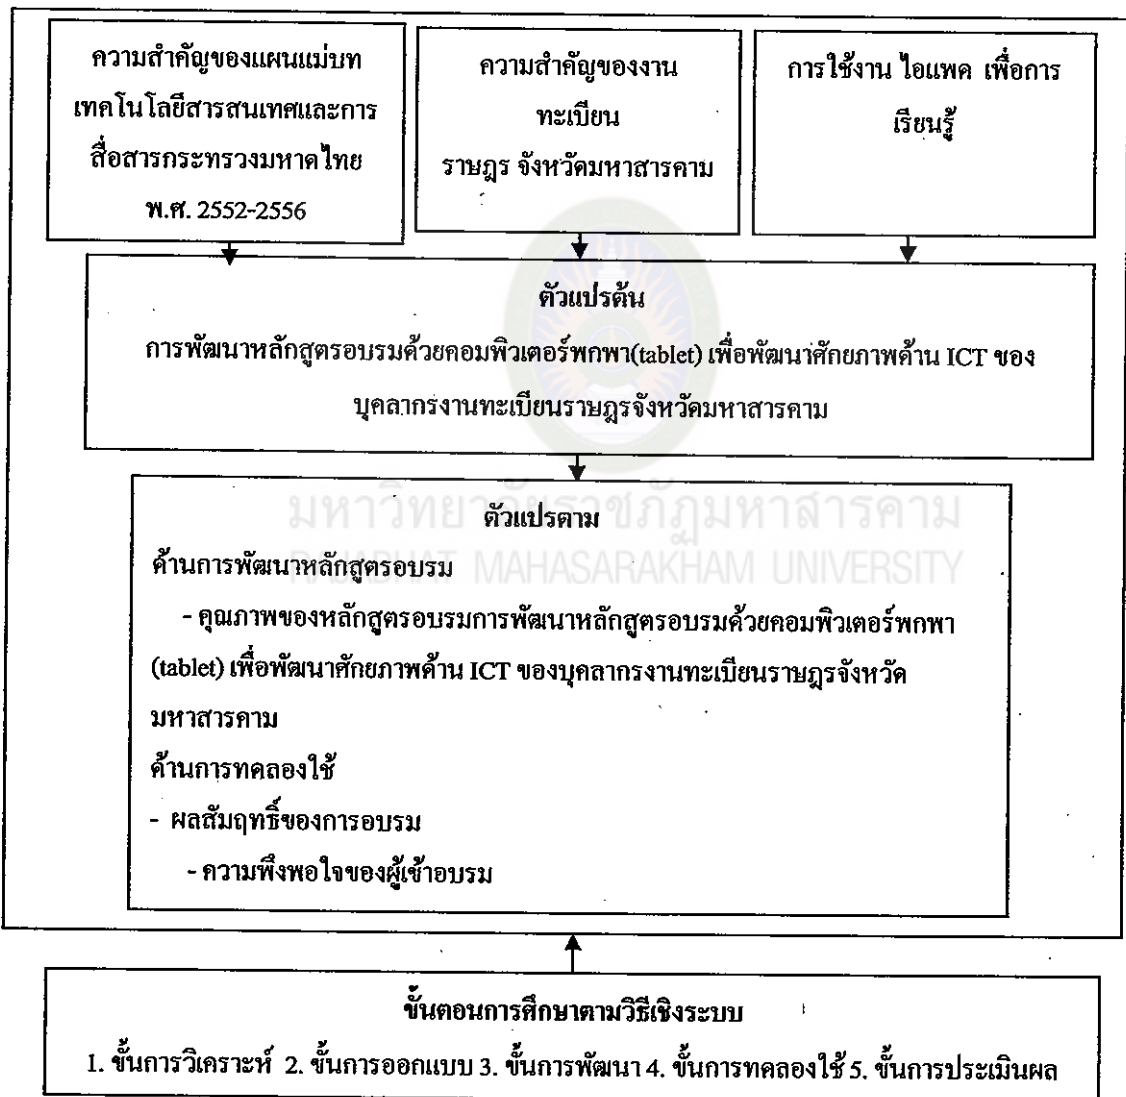 ความสำคัญของแผนแม่บท
เทคโนโลยีสารสนเทศและการ
สื่อสารกระทรวงมหาดไทย
พ.ศ. 2552-2556
ความสำคัญของงาน
ทะเบียน
ราษฎร จังหวัดมหาสารคาม
การใช้งาน ไอแพด เพื่อการ
เรียนรู้
ตัวแปรต้น
การพัฒนาหลักสูตรอบรมด้วยคอมพิวเตอร์พกพา(tablet) เพื่อพัฒนาศักยภาพด้าน ICT ของ
บุคลากรงานทะเบียนราษฎรจังหวัดมหาสารคาม
มหาวิทยาลัยราชภัฏมหาสารคาม
RAJABHAT MAHASARAKHAM UNIVERSITY
ตัวแปรตาม
ด้านการพัฒนาหลักสูตรอบรม
- คุณภาพของหลักสูตรอบรมการพัฒนาหลักสูตรอบรมด้วยคอมพิวเตอร์พกพา
(tablet) เพื่อพัฒนาศักยภาพด้าน ICT ของบุคลากรงานทะเบียนราษฎรจังหวัด
มหาสารคาม
ด้านการทดลองใช้
- ผลสัมฤทธิ์ของการอบรม
- ความพึงพอใจของผู้เข้าอบรม
ขั้นตอนการศึกษาตามวิธีเชิงระบบ
1. ขั้นการวิเคราะห์ 2. ขั้นการออกแบบ 3. ขั้นการพัฒนา 4. ขั้นการทดลองใช้ 5. ขั้นการประเมินผล